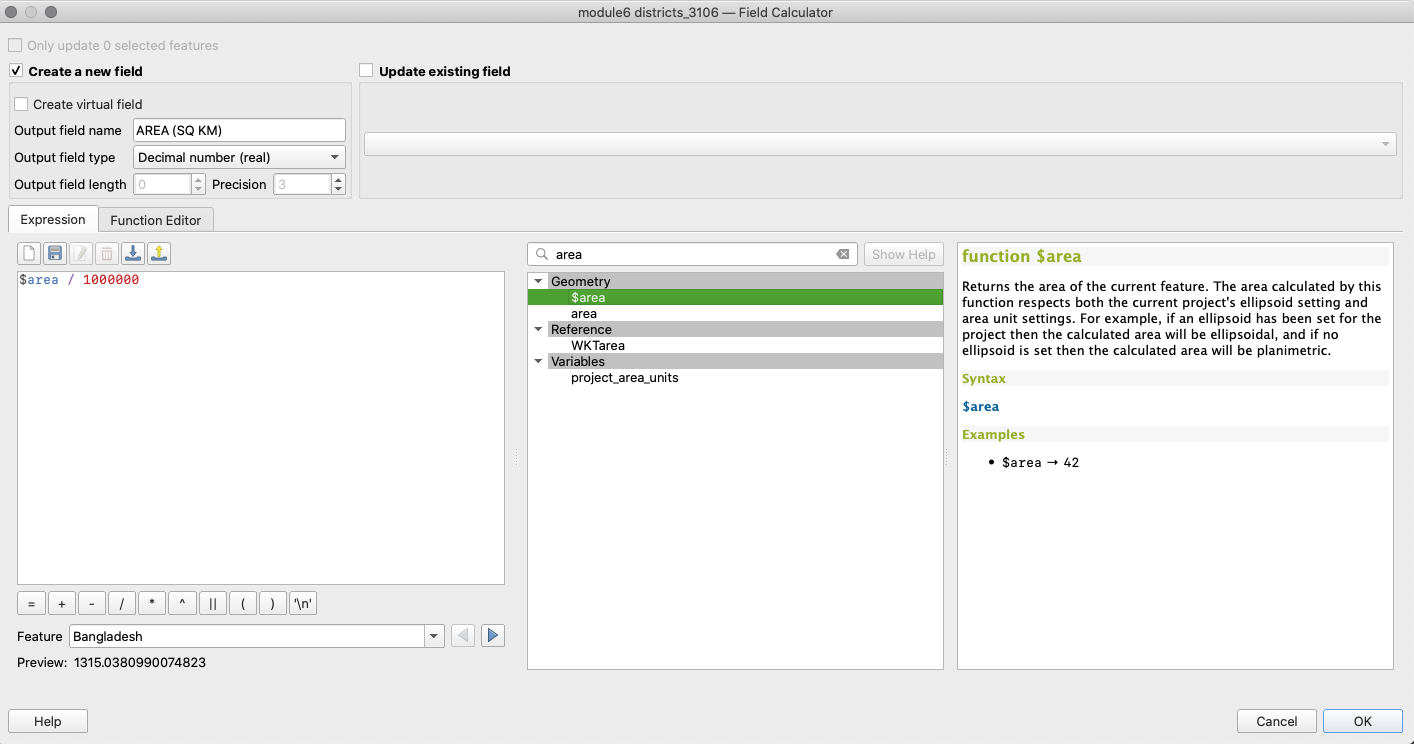 module6 districts_3106 — Field Calculator
Only update 0 selected features
Create a new field
Update existing field
Create virtual field
Output field name AREA (SQ KM)
Output field type Decimal number (real)
Output field length 0 Precision 3
Expression Function Editor
$area / 1000000
= + - / * ^ || ( ) '\n'
Feature Bangladesh
Preview: 1315.0380990074823
area Show Help
Geometry
$area
area
Reference
WKTarea
Variables
project_area_units
function $area
Returns the area of the current feature. The area calculated by this
function respects both the current project's ellipsoid setting and
area unit settings. For example, if an ellipsoid has been set for the
project then the calculated area will be ellipsoidal, and if no
ellipsoid is set then the calculated area will be planimetric.
Syntax
$area
Examples
• $area → 42
Help Cancel OK